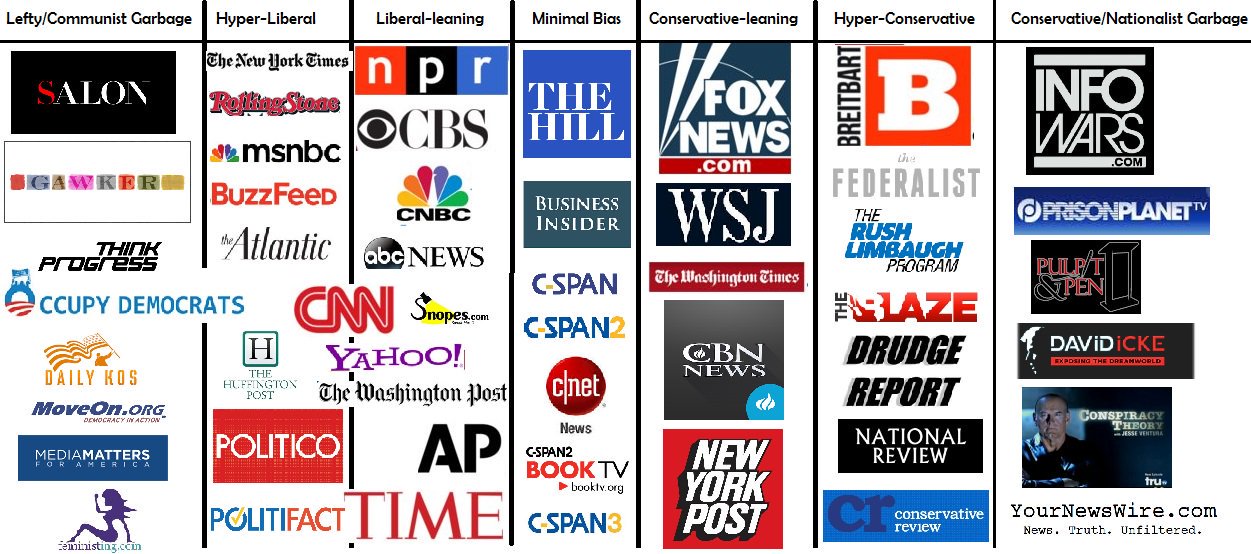 Lefty/Communist Garbage
Hyper-Liberal
Liberal-leaning
Minimal Bias
Conservative-leaning
Hyper-Conservative
Conservative/Nationalist Garbage
SALON
GAWKER
THINK
PROGRESS
OCCUPY DEMOCRATS
DAILY KOS
MOVEON.ORG
DEMOCRACY IN ACTION
MEDIAMATTERS
FOR AMERICA
feministing.com
The New York Times
RollingStone
msnbc
BuzzFeed
the Atlantic
H
THE
HUFFINGTON
POST
POLITICO
POLITIFACT
npr
CBS
CNBC
abc NEWS
CNN
Snopes.com
YAHOO!
The Washington Post
AP
TIME
THE
HILL
BUSINESS
INSIDER
C-SPAN
C-SPAN2
c|net
News
C-SPAN2
BOOK TV
booktv.org
C-SPAN3
FOX
NEWS
.com
WSJ
The Washington Times
CBN
NEWS
NEW
YORK
POST
BREITBART
B
the
FEDERALIST
THE
RUSH
LIMBAUGH
PROGRAM
THE BLAZE
DRUDGE
REPORT
NATIONAL
REVIEW
cr conservative
review
INFO
WARS
.COM
PRISONPLANET TV
PULPIT
& PEN
DAVID ICKE
EXPOSING THE DREAMWORLD
CONSPIRACY
THEORY
WITH JESSE VENTURA
tru
YourNewsWire.com
News. Truth. Unfiltered.